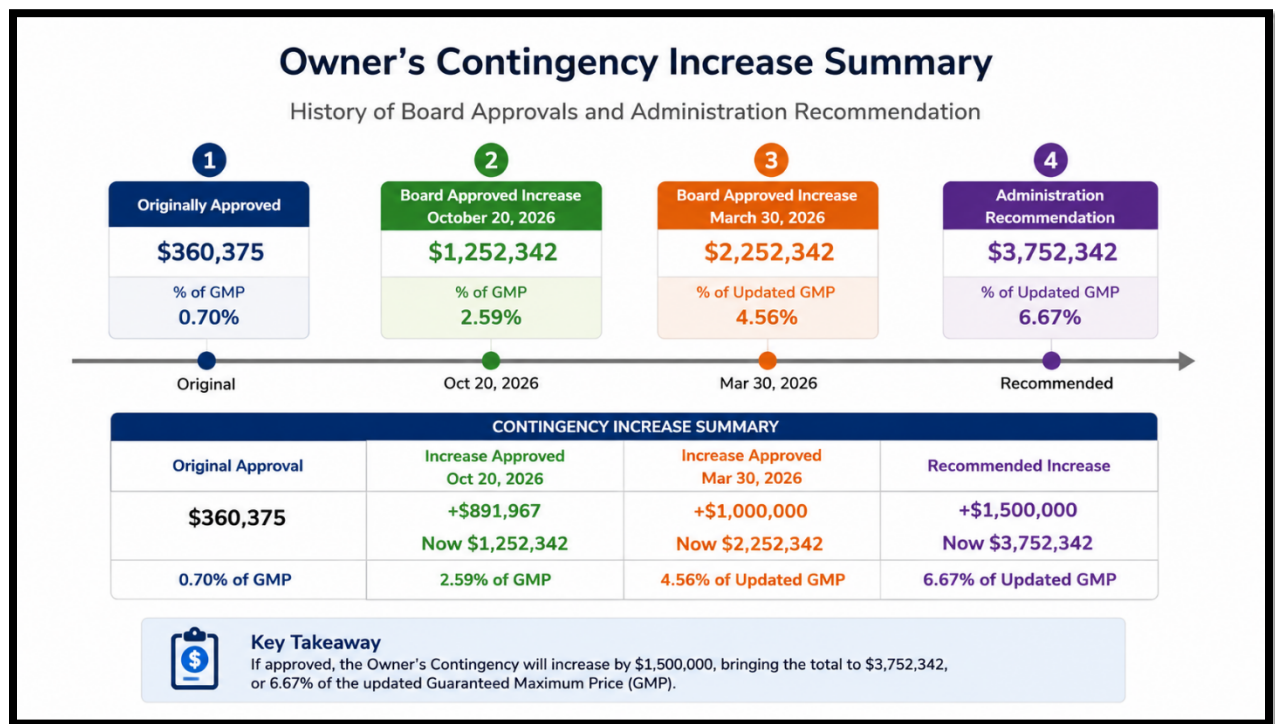 Owner's Contingency Increase Summary
History of Board Approvals and Administration Recommendation
1
Originally Approved
$360,375
% of GMP
0.70%
2
Board Approved Increase
October 20, 2026
$1,252,342
% of GMP
2.59%
3
Board Approved Increase
March 30, 2026
$2,252,342
% of Updated GMP
4.56%
4
Administration
Recommendation
$3,752,342
% of Updated GMP
6.67%
Original
Oct 20, 2026
Mar 30, 2026
Recommended
CONTINGENCY INCREASE SUMMARY
Original Approval
Increase Approved
Oct 20, 2026
Increase Approved
Mar 30, 2026
Recommended Increase
$360,375
+$891,967
Now $1,252,342
+$1,000,000
Now $2,252,342
+$1,500,000
Now $3,752,342
0.70% of GMP
2.59% of GMP
4.56% of Updated GMP
6.67% of Updated GMP
$
Key Takeaway
If approved, the Owner's Contingency will increase by $1,500,000, bringing the total to $3,752,342,
or 6.67% of the updated Guaranteed Maximum Price (GMP).